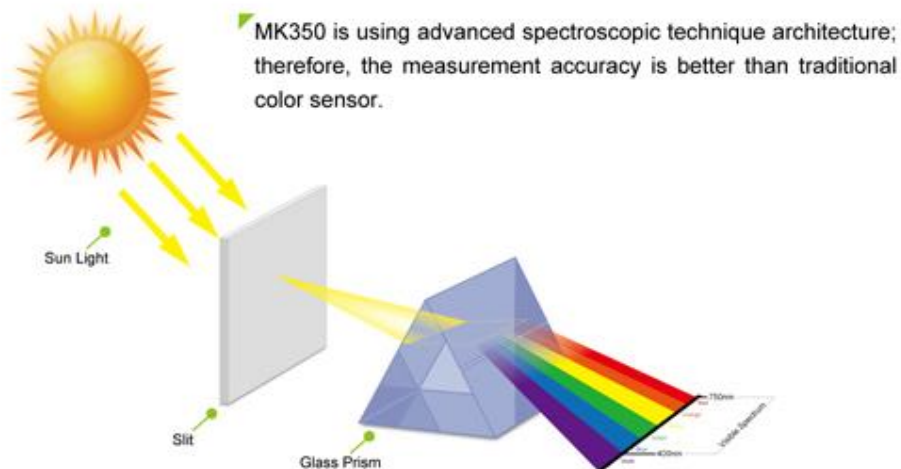 MK350 is using advanced spectroscopic technique architecture;
therefore, the measurement accuracy is better than traditional
color sensor.
Sun Light
Slit
Glass Prism
750nm
Visible Spectrum
400nm